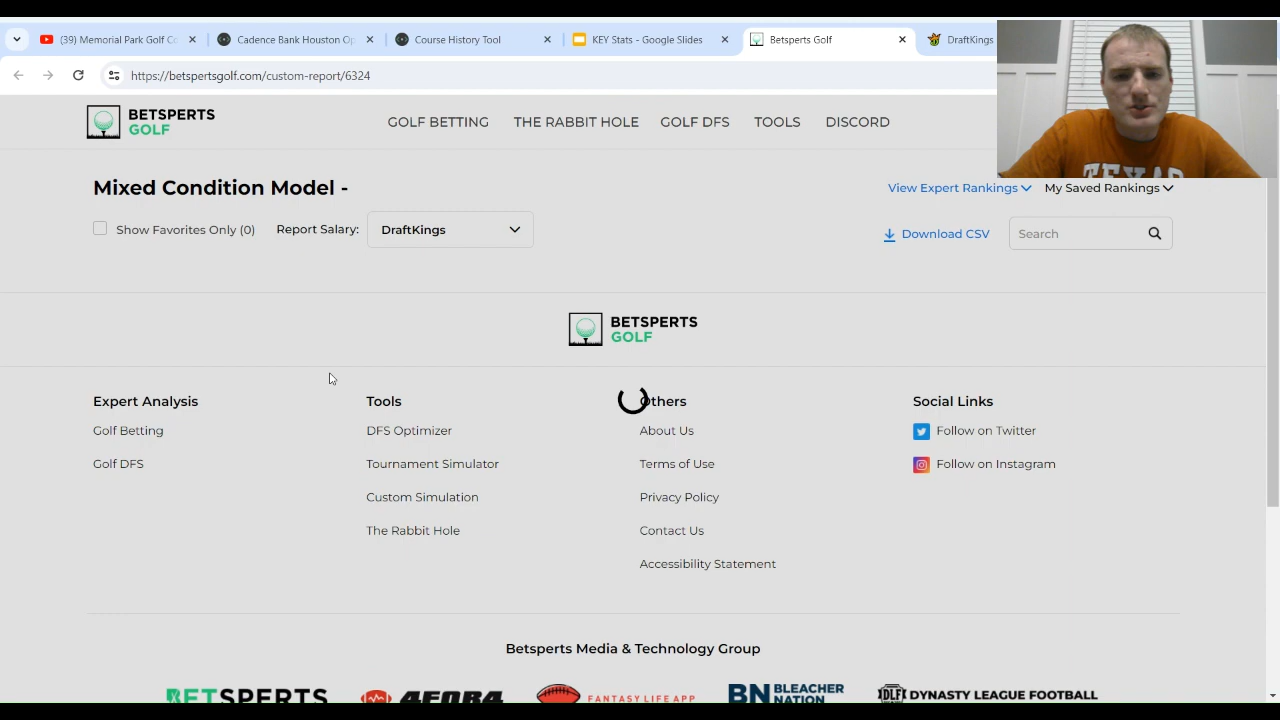 (39) Memorial Park Golf Co
Cadence Bank Houston Op
Course History
KEY Stats - Google Slides
Betsperts Golf
DraftKings
https://betspertsgolf.com/custom-report/6324
BETSPERTS
GOLF
GOLF BETTING
THE RABBIT HOLE
GOLF DFS
TOOLS
DISCORD
TEXAS
Mixed Condition Model -
View Expert Rankings
My Saved Rankings
Show Favorites Only (0)
Report Salary:
DraftKings
Download CSV
Search
BETSPERTS
GOLF
Expert Analysis
Tools
Others
Social Links
Golf Betting
DFS Optimizer
About Us
Follow on Twitter
Golf DFS
Tournament Simulator
Terms of Use
Follow on Instagram
Custom Simulation
Privacy Policy
The Rabbit Hole
Contact Us
Accessibility Statement
Betsperts Media & Technology Group
BETSPERTS
4FOR4
FANTASY LIFE APP
BN BLEACHER
NATION
DLF DYNASTY LEAGUE FOOTBALL